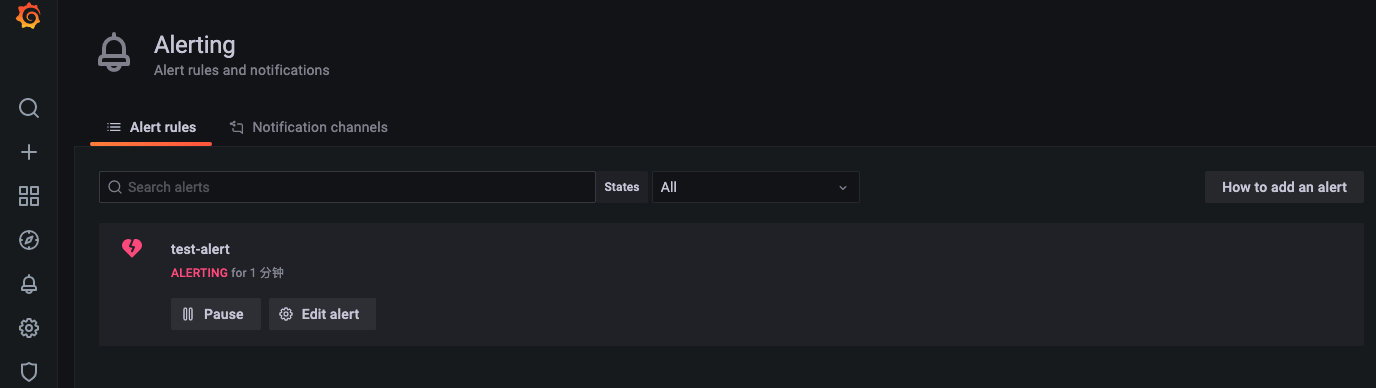 Alerting
Alert rules and notifications
Alert rules
Notification channels
Search alerts
States
All
How to add an alert
test-alert
ALERTING for 1 分钟
Pause
Edit alert